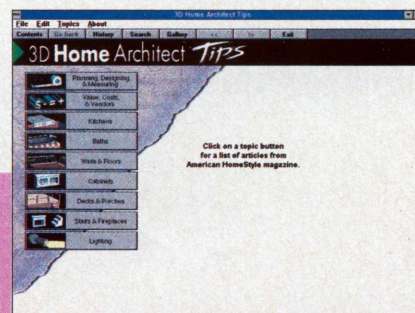 3D Home Architect Tips
File Edit Topics About
Contents Go Back History Search Gallery << >> Exit
3D Home Architect Tips
Planning, Designing,
& Measuring
Value, Costs,
& Vendors
Kitchens
Baths
Walls & Floors
Cabinets
Decks & Porches
Stairs & Fireplaces
Lighting
Click on a topic button
for a list of articles from
American HomeStyle magazine.